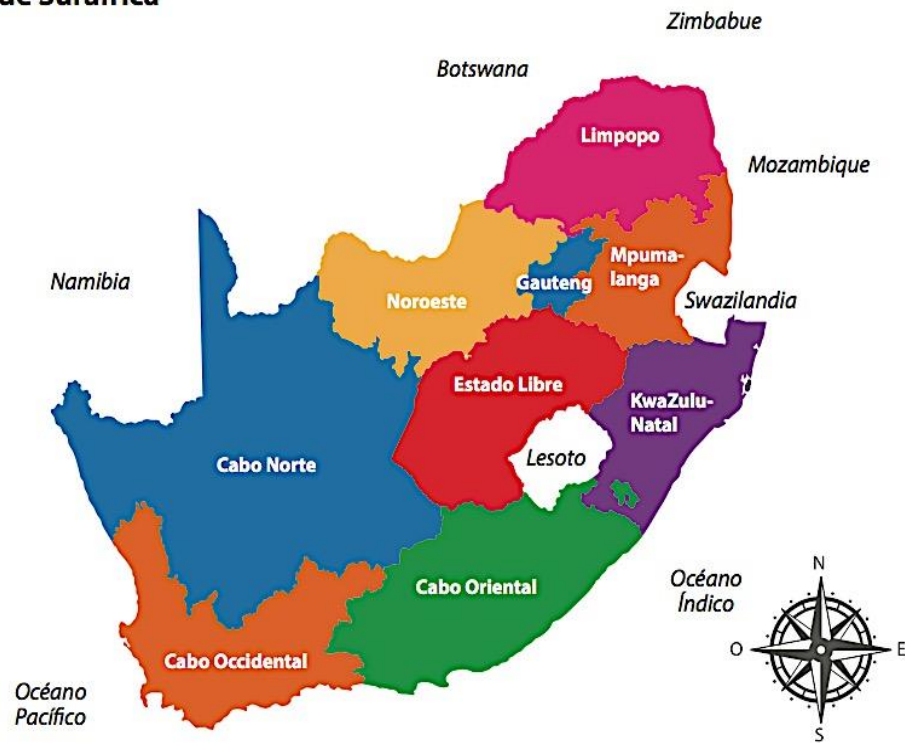 Zimbabue
Botswana
Limpopo
Mozambique
Mpuma-
langa
Namibia
Gauteng
Noroeste
Swazilandia
Estado Libre
KwaZulu-
Natal
Lesoto
Cabo Norte
Cabo Oriental
Océano
Índico
N
O
E
S
Cabo Occidental
Océano
Pacífico